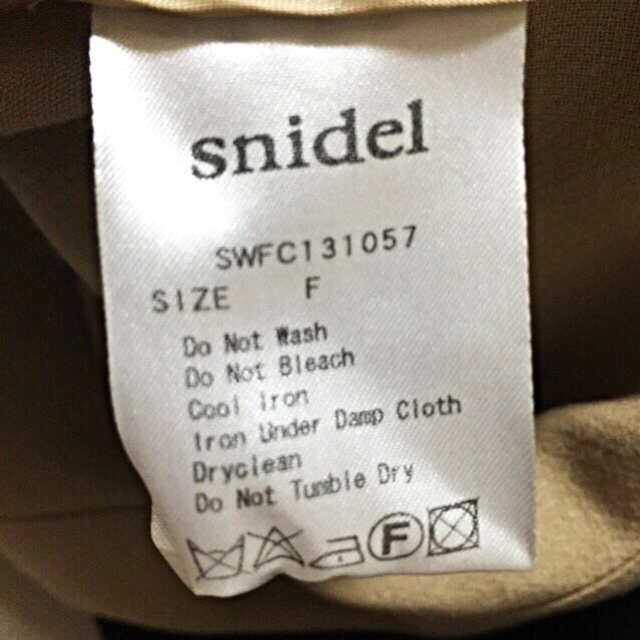 snidel
SWFC131057
SIZE F
Do Not Wash
Do Not Bleach
Cool Iron
Iron Under Damp Cloth
Dryclean
Do Not Tumble Dry
F